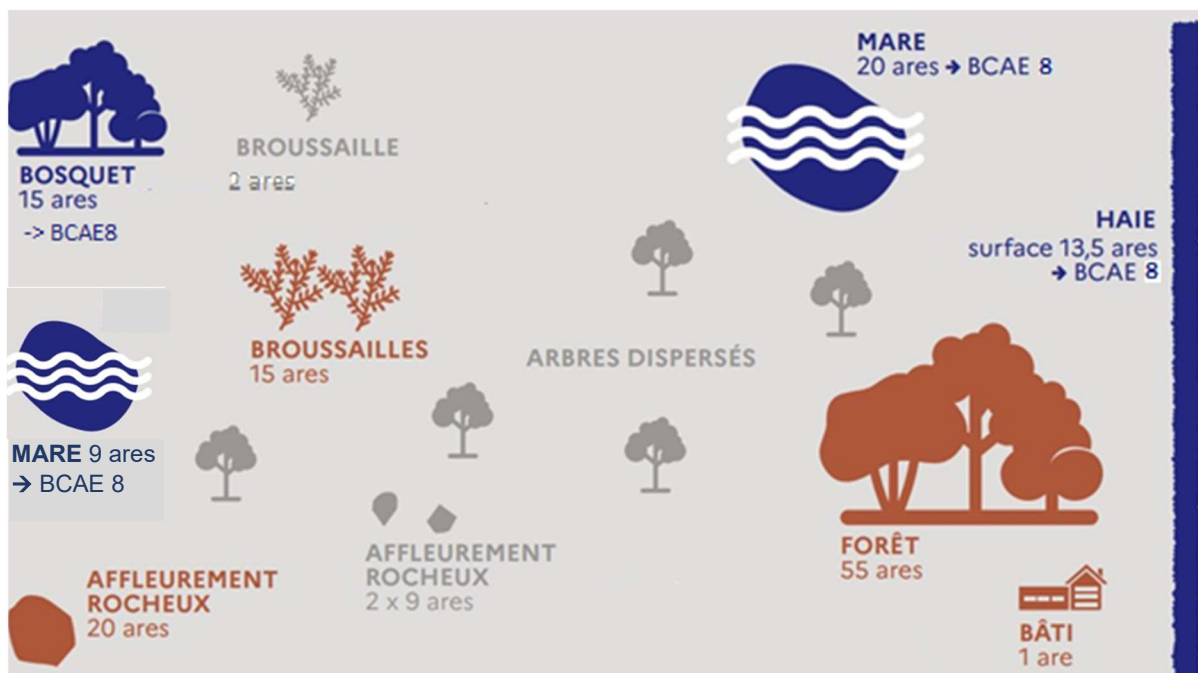 MARE
20 ares → BCAE 8
BOSQUET
15 ares
-> BCAE8
BROUSSAILLE
2 ares
HAIE
surface 13,5 ares
→ BCAE 8
BROUSSAILLES
15 ares
ARBRES DISPERSÉS
MARE 9 ares
→ BCAE 8
AFFLEUREMENT
ROCHEUX
2 x 9 ares
FORÊT
55 ares
AFFLEUREMENT
ROCHEUX
20 ares
BÂTI
1 are